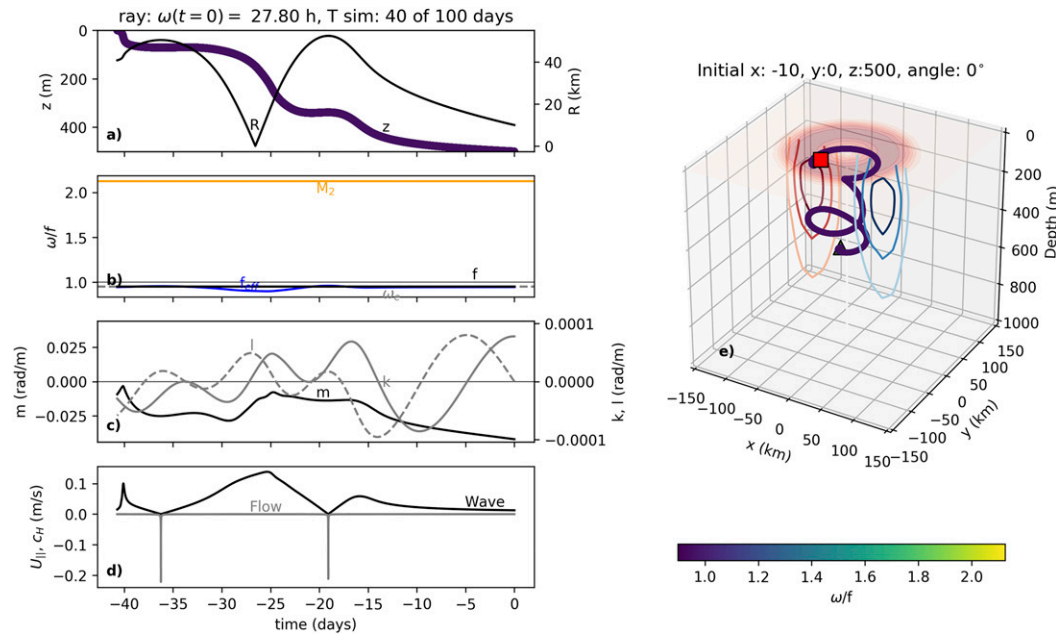 ray: ω(t=0) = 27.80 h, T sim: 40 of 100 days
0
200
400
z (m)
40
20
0
R (km)
R
z
a)
2.0
1.5
1.0
ω/f
M2
f
feff
b)
0.025
0.000
−0.025
m (rad/m)
0.0001
0.0000
−0.0001
k, l (rad/m)
l
k
m
c)
0.1
0.0
−0.1
−0.2
U||, cH (m/s)
Flow
Wave
d)
−40 −35 −30 −25 −20 −15 −10 −5 0
time (days)
Initial x: -10, y:0, z:500, angle: 0°
0
200
400
600
800
1000
Depth (m)
e)
−150
−100
−50
0
50
100
150
x (km)
−150
−100
−50
0
50
100
150
y (km)
1.0 1.2 1.4 1.6 1.8 2.0
ω/f